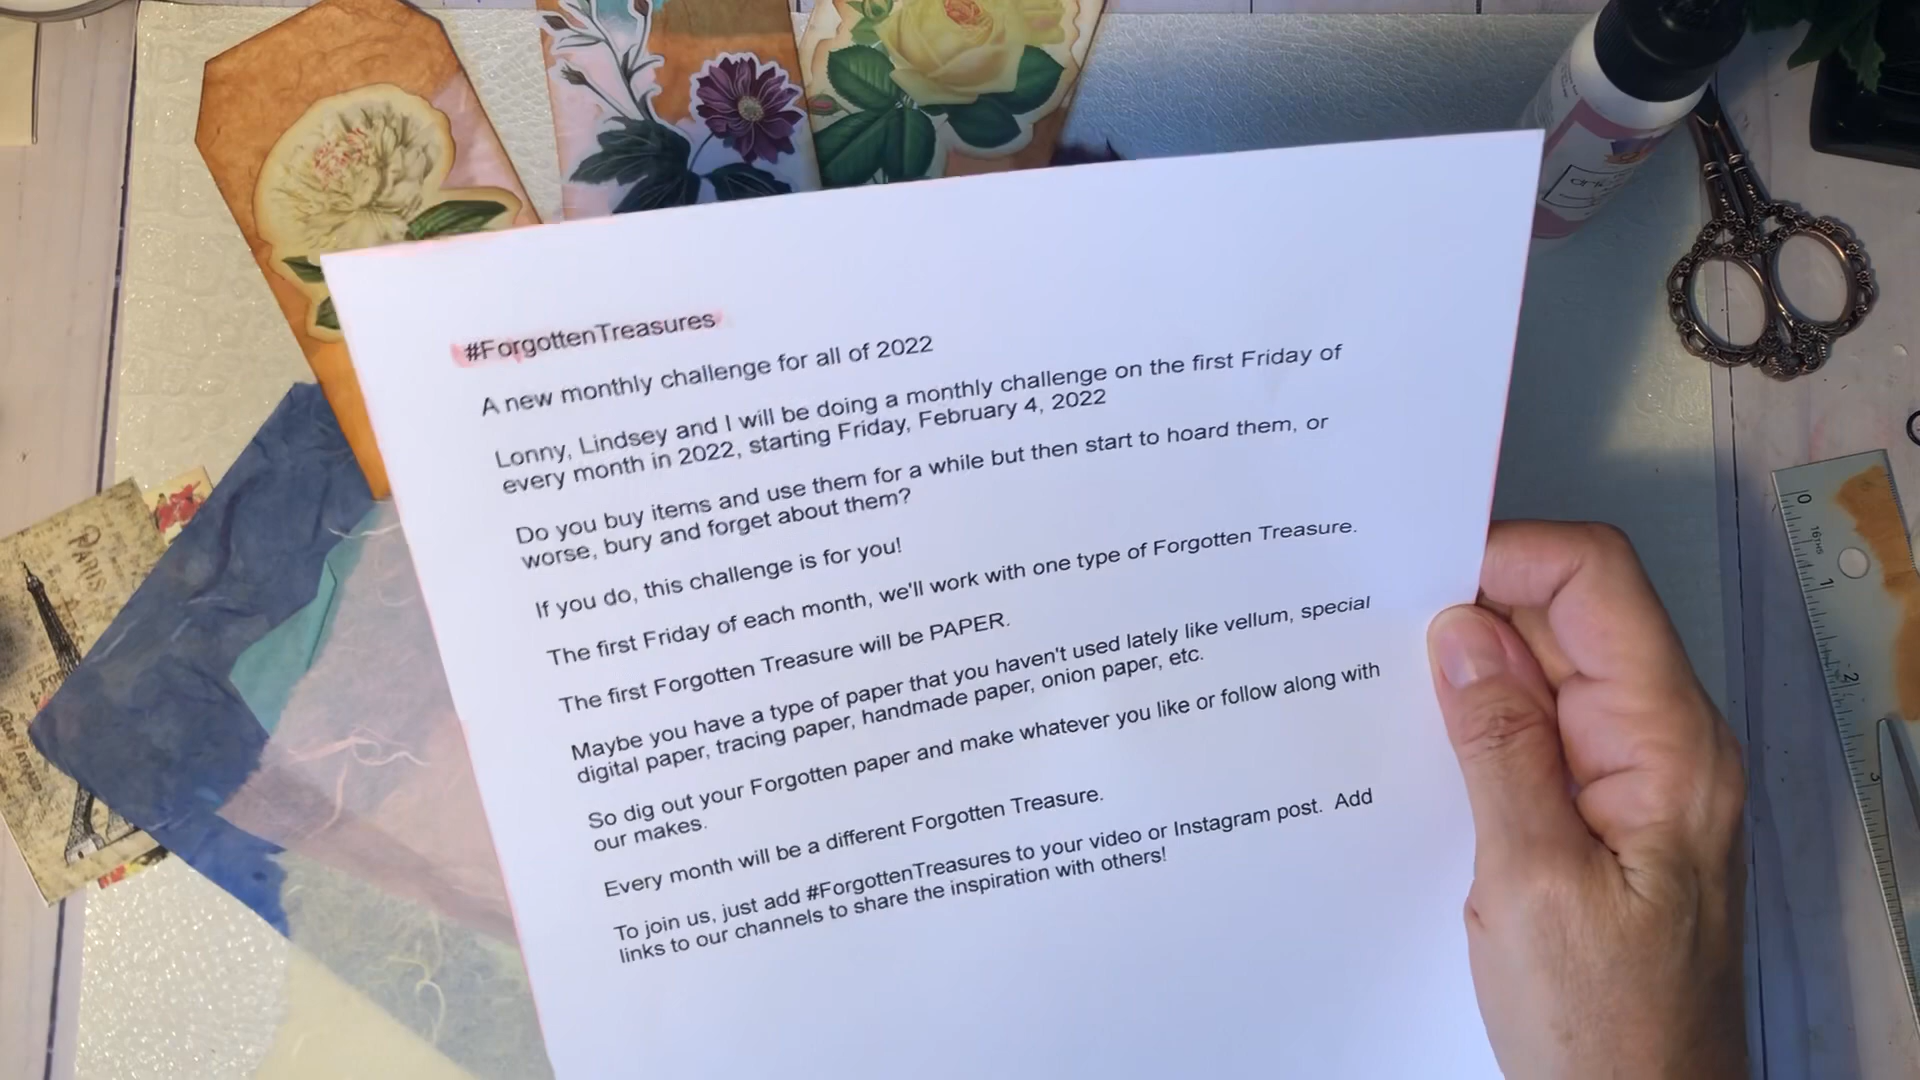 #ForgottenTreasures
A new monthly challenge for all of 2022
Lonny, Lindsey and I will be doing a monthly challenge on the first Friday of
every month in 2022, starting Friday, February 4, 2022
Do you buy items and use them for a while but then start to hoard them, or
worse, bury and forget about them?
If you do, this challenge is for you!
The first Friday of each month, we'll work with one type of Forgotten Treasure.
The first Forgotten Treasure will be PAPER.
Maybe you have a type of paper that you haven't used lately like vellum, special
digital paper, tracing paper, handmade paper, onion paper, etc.
So dig out your Forgotten paper and make whatever you like or follow along with
our makes.
Every month will be a different Forgotten Treasure.
To join us, just add #ForgottenTreasures to your video or Instagram post.  Add
links to our channels to share the inspiration with others!
PARIS
0
16THS
1
2
3